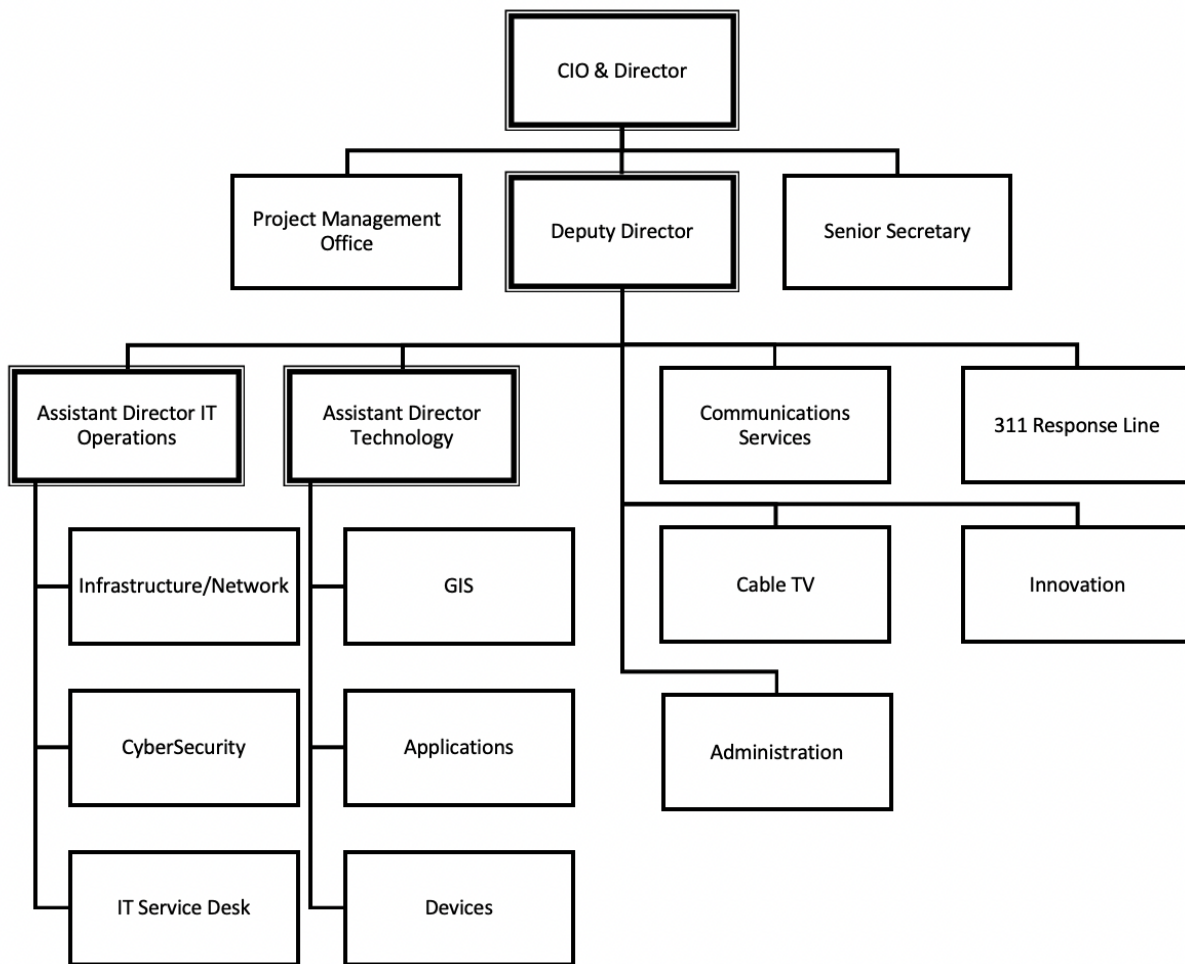 CIO & Director
Project Management
Office
Deputy Director
Senior Secretary
Assistant Director IT
Operations
Assistant Director
Technology
Communications
Services
311 Response Line
Infrastructure/Network
GIS
Cable TV
Innovation
CyberSecurity
Applications
Administration
IT Service Desk
Devices